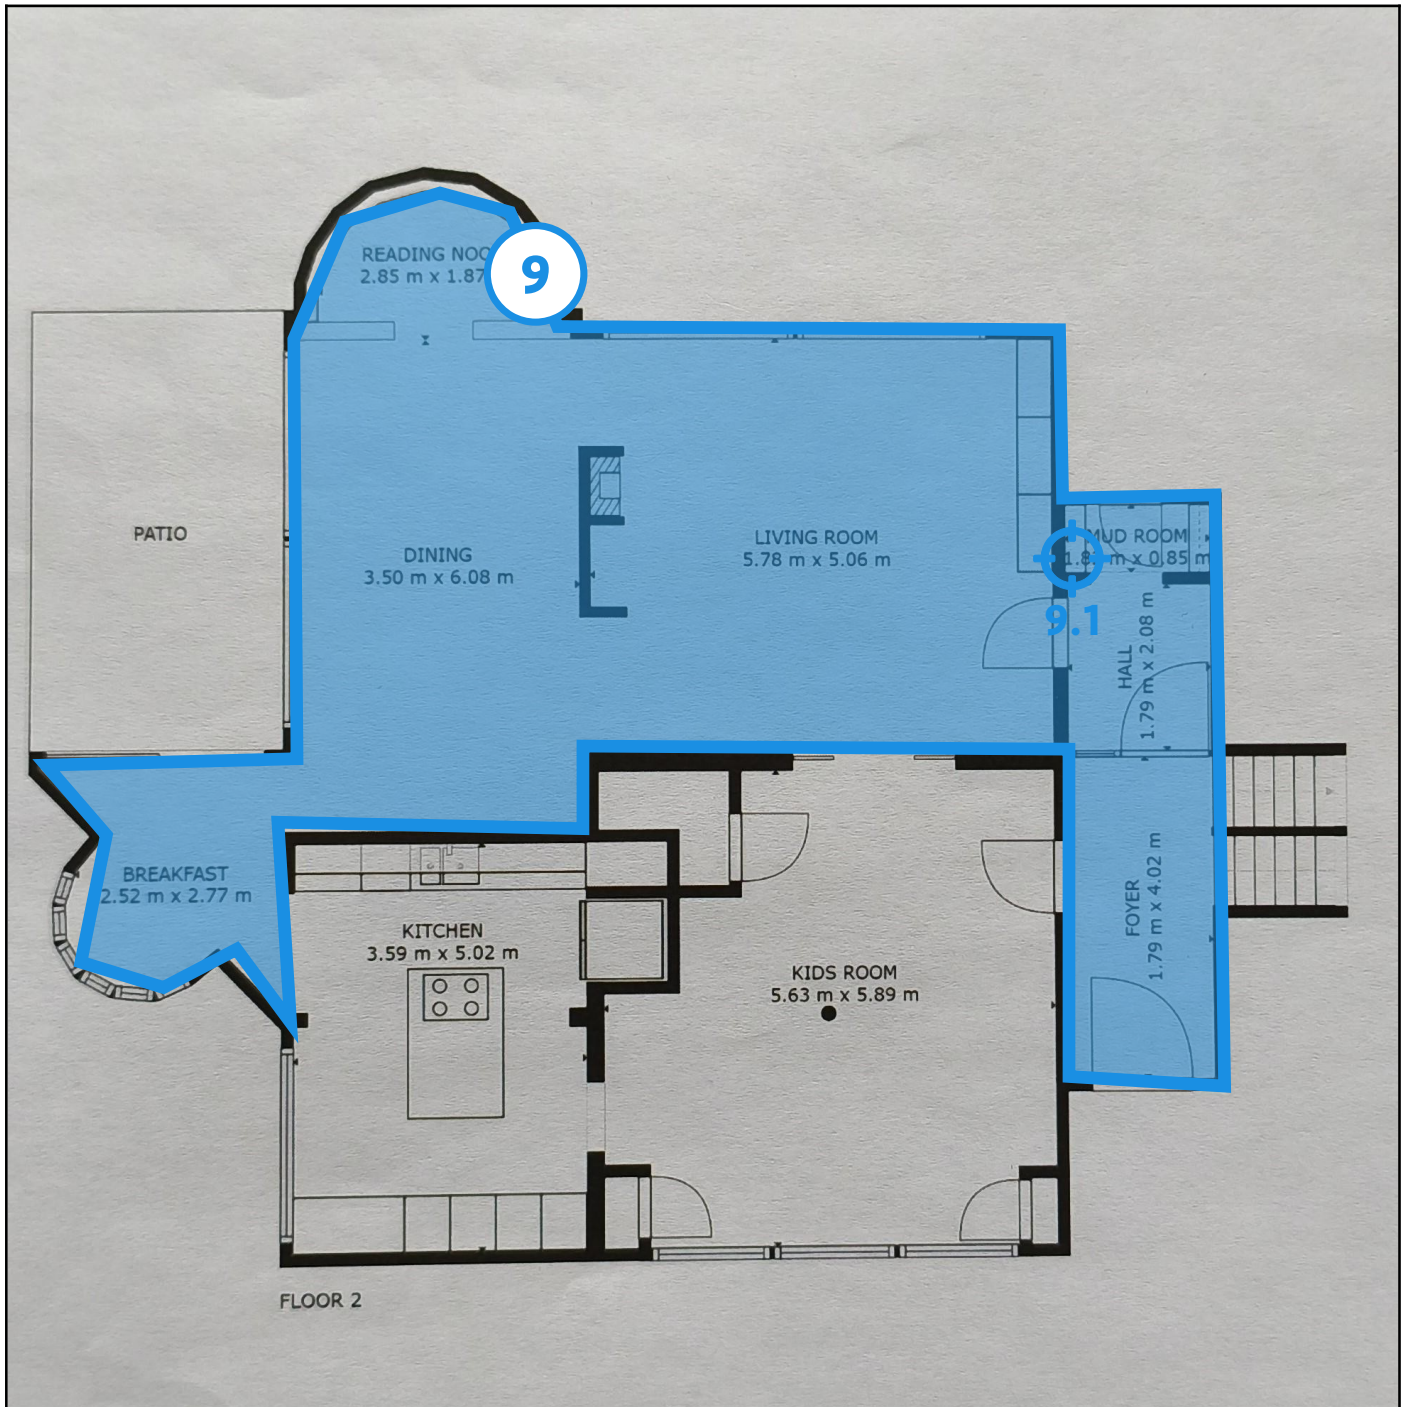 READING
2.85 m x 1.87
9
PATIO
DINING
3.50 m x 6.08 m
LIVING ROOM
5.78 m x 5.06 m
MUD ROOM
m x 0.85 m
9.1
HALL
1.79 m x 2.08 m
BREAKFAST
2.52 m x 2.77 m
KITCHEN
3.59 m x 5.02 m
KIDS ROOM
5.63 m x 5.89 m
FOYER
1.79 m x 4.02 m
FLOOR 2